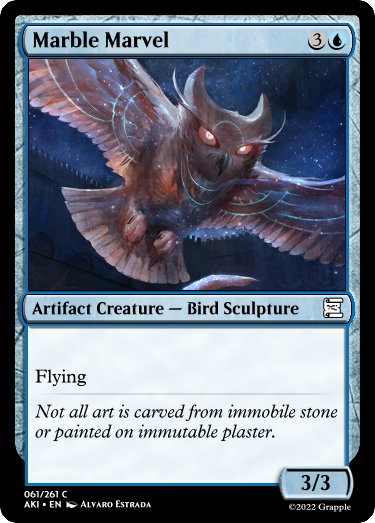 Marble Marvel 3
Artifact Creature — Bird Sculpture
Flying
Not all art is carved from immobile stone
or painted on immutable plaster.
3/3
061/261 C
AKI • EN Alvaro Estrada
©2022 Grapple